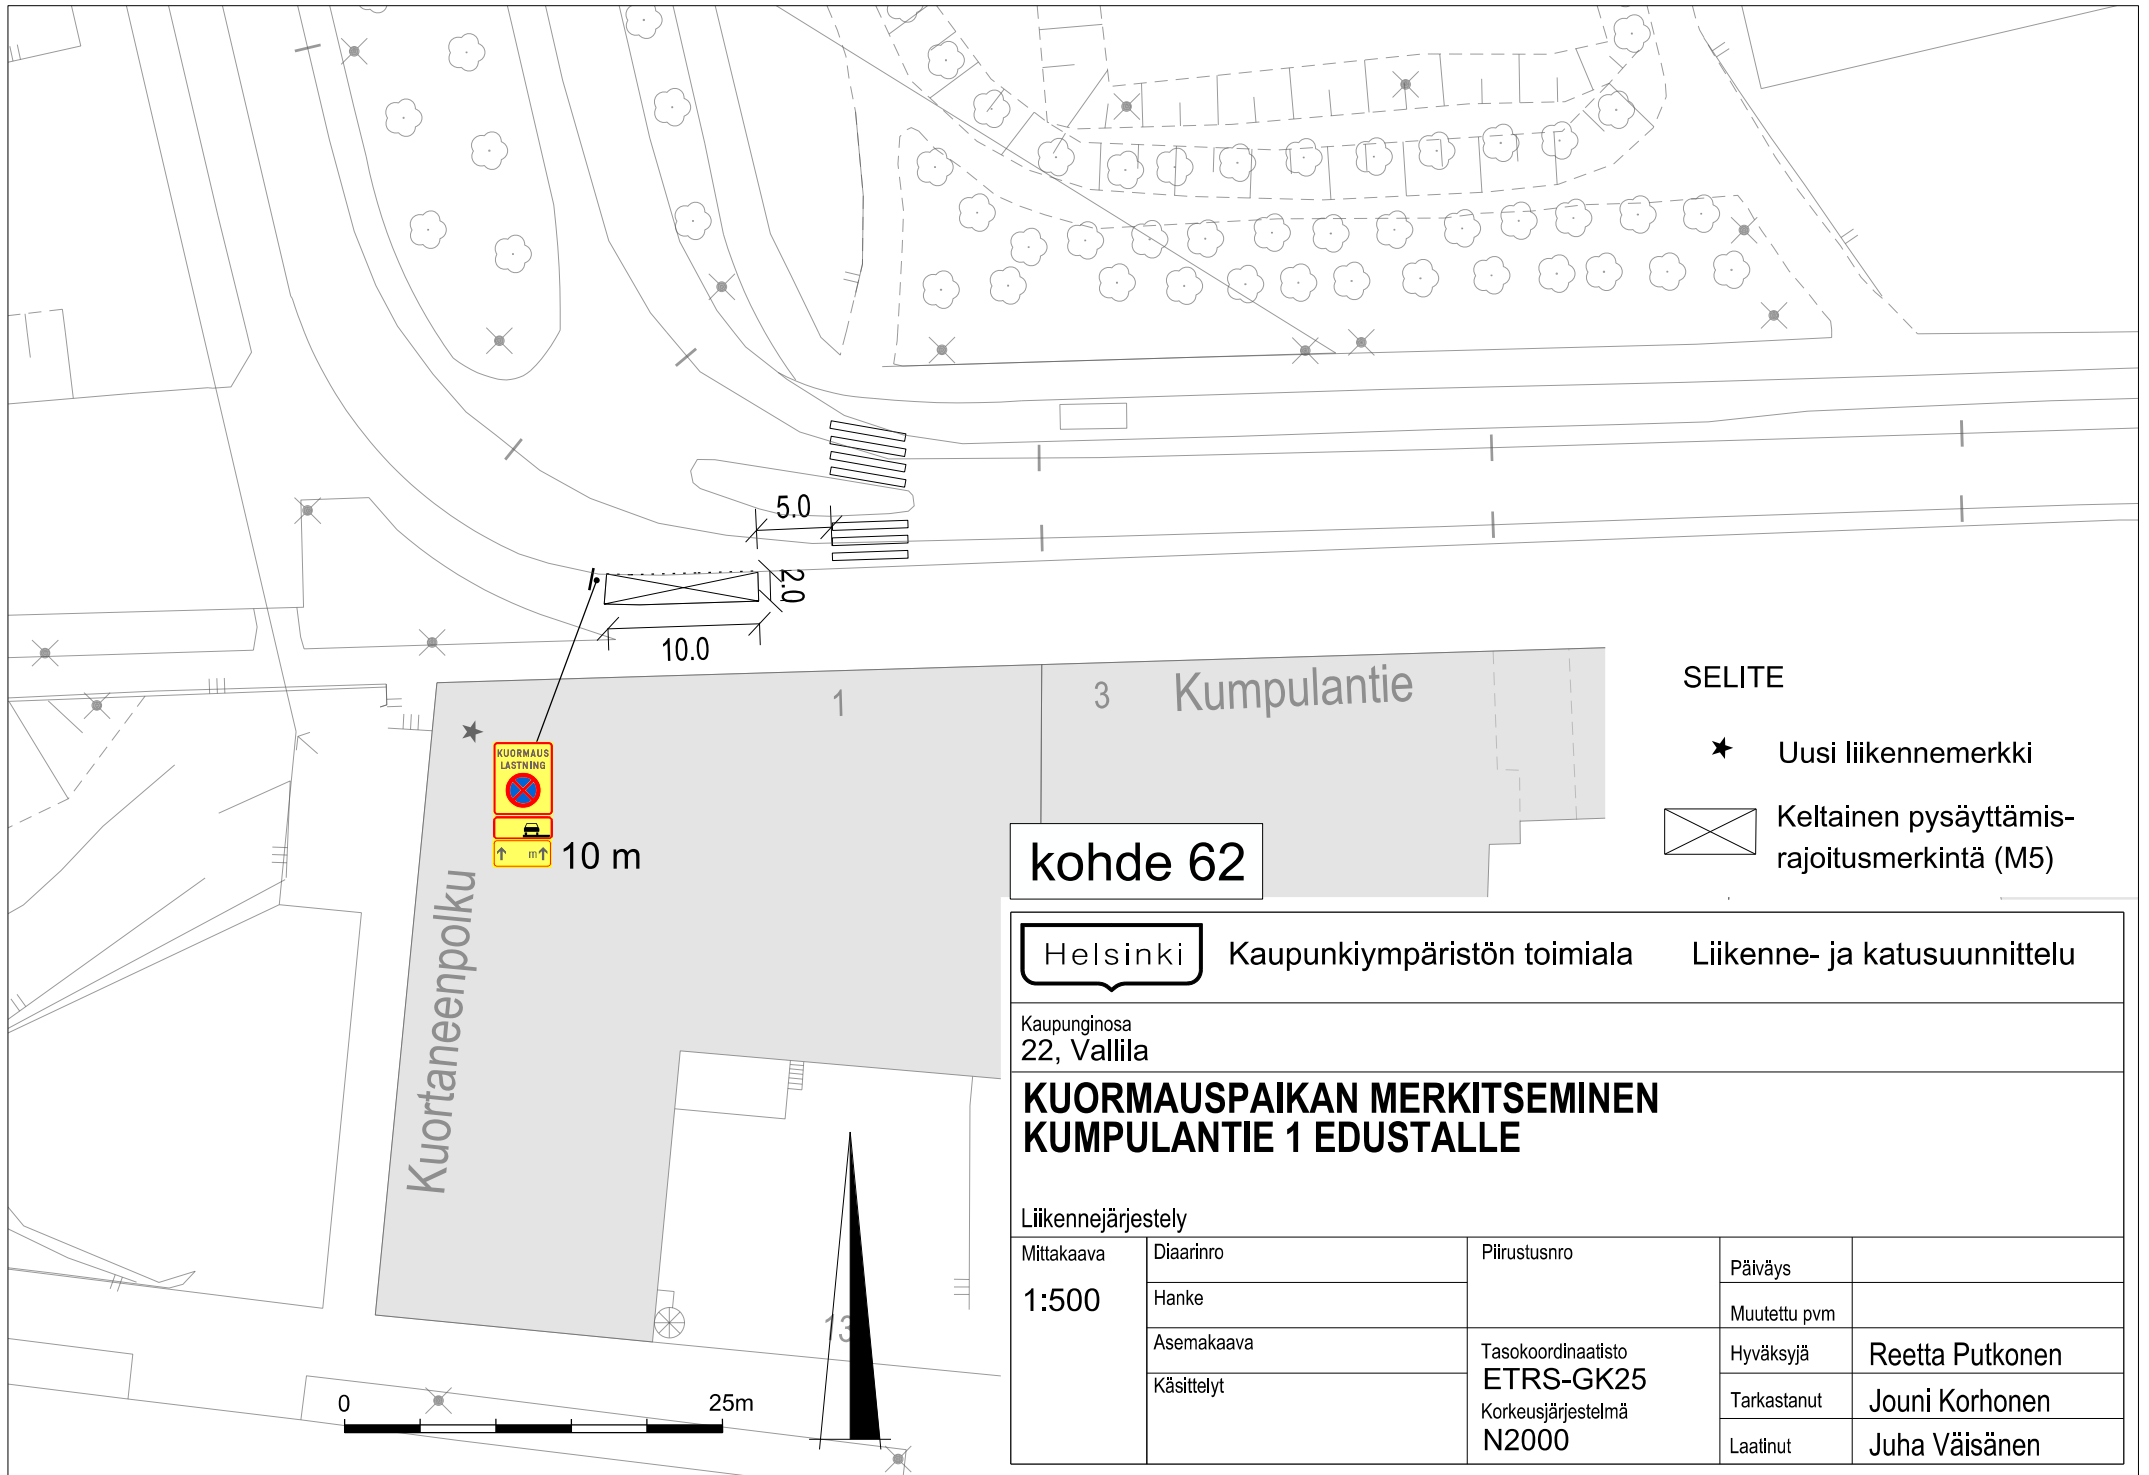 5.0
2.0
10.0
1
3
Kumpulantie
KUORMAUS
LASTNING
m
10 m
Kuortaneenpolku
13
0
25m
SELITE
Uusi liikennemerkki
Keltainen pysäyttämis-
rajoitusmerkintä (M5)
kohde 62
Helsinki
Kaupunkiympäristön toimiala
Liikenne- ja katusuunnittelu
Kaupunginosa
22, Vallila
KUORMAUSPAIKAN MERKITSEMINEN
KUMPULANTIE 1 EDUSTALLE
Liikennejärjestely
Mittakaava
1:500
Diaarinro
Hanke
Asemakaava
Käsittelyt
Piirustusnro
Tasokoordinaatisto
ETRS-GK25
Korkeusjärjestelmä
N2000
Päiväys
Muutettu pvm
Hyväksyjä
Reetta Putkonen
Tarkastanut
Jouni Korhonen
Laatinut
Juha Väisänen